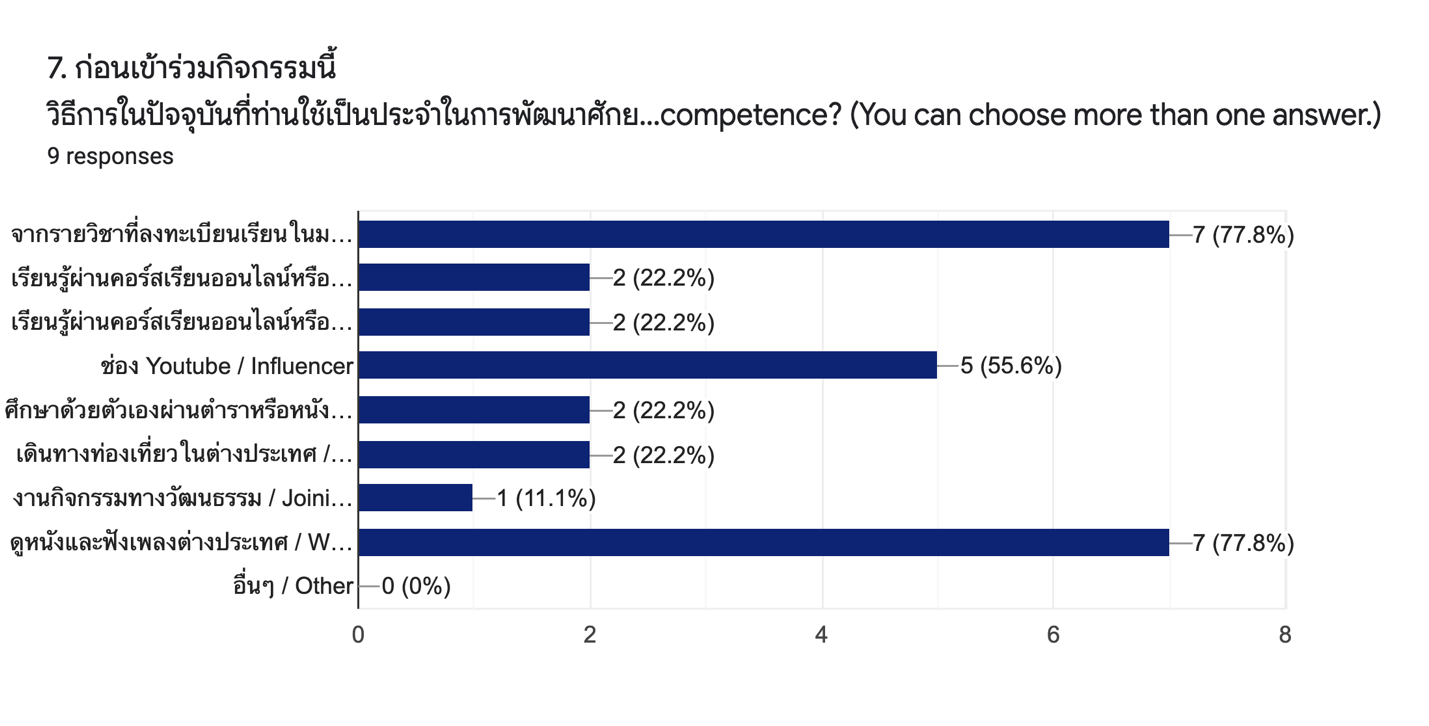 7. ก่อนเข้าร่วมกิจกรรมนี้
วิธีการในปัจจุบันที่ท่านใช้เป็นประจำในการพัฒนาศักย...competence? (You can choose more than one answer.)
9 responses
จากรายวิชาที่ลงทะเบียนเรียนในม... 7 (77.8%)
เรียนรู้ผ่านคอร์สเรียนออนไลน์หรือ... 2 (22.2%)
เรียนรู้ผ่านคอร์สเรียนออนไลน์หรือ... 2 (22.2%)
ช่อง Youtube / Influencer 5 (55.6%)
ศึกษาด้วยตัวเองผ่านตำราหรือหนัง... 2 (22.2%)
เดินทางท่องเที่ยวในต่างประเทศ /... 2 (22.2%)
งานกิจกรรมทางวัฒนธรรม / Joini... 1 (11.1%)
ดูหนังและฟังเพลงต่างประเทศ / W... 7 (77.8%)
อื่นๆ / Other 0 (0%)
0 2 4 6 8